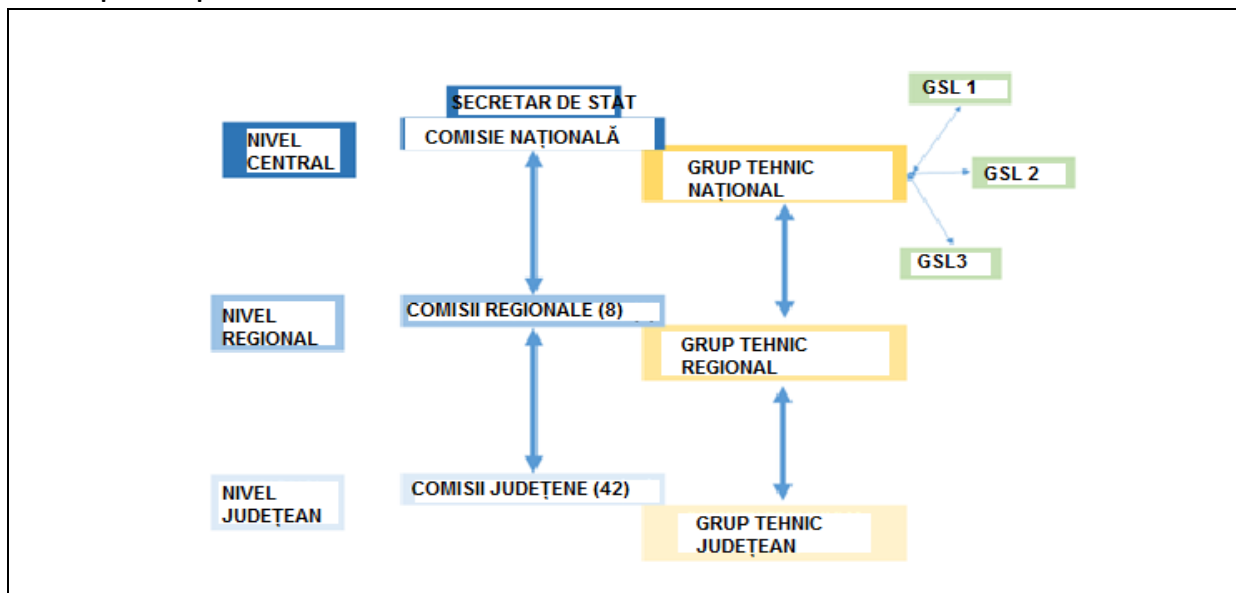 SECRETAR DE STAT
COMISIE NAȚIONALĂ
NIVEL
CENTRAL
GRUP TEHNIC
NAȚIONAL
GSL 1
GSL 2
GSL3
NIVEL
REGIONAL
COMISII REGIONALE (8)
GRUP TEHNIC
REGIONAL
NIVEL
JUDEȚEAN
COMISII JUDEȚENE (42)
GRUP TEHNIC
JUDEȚEAN